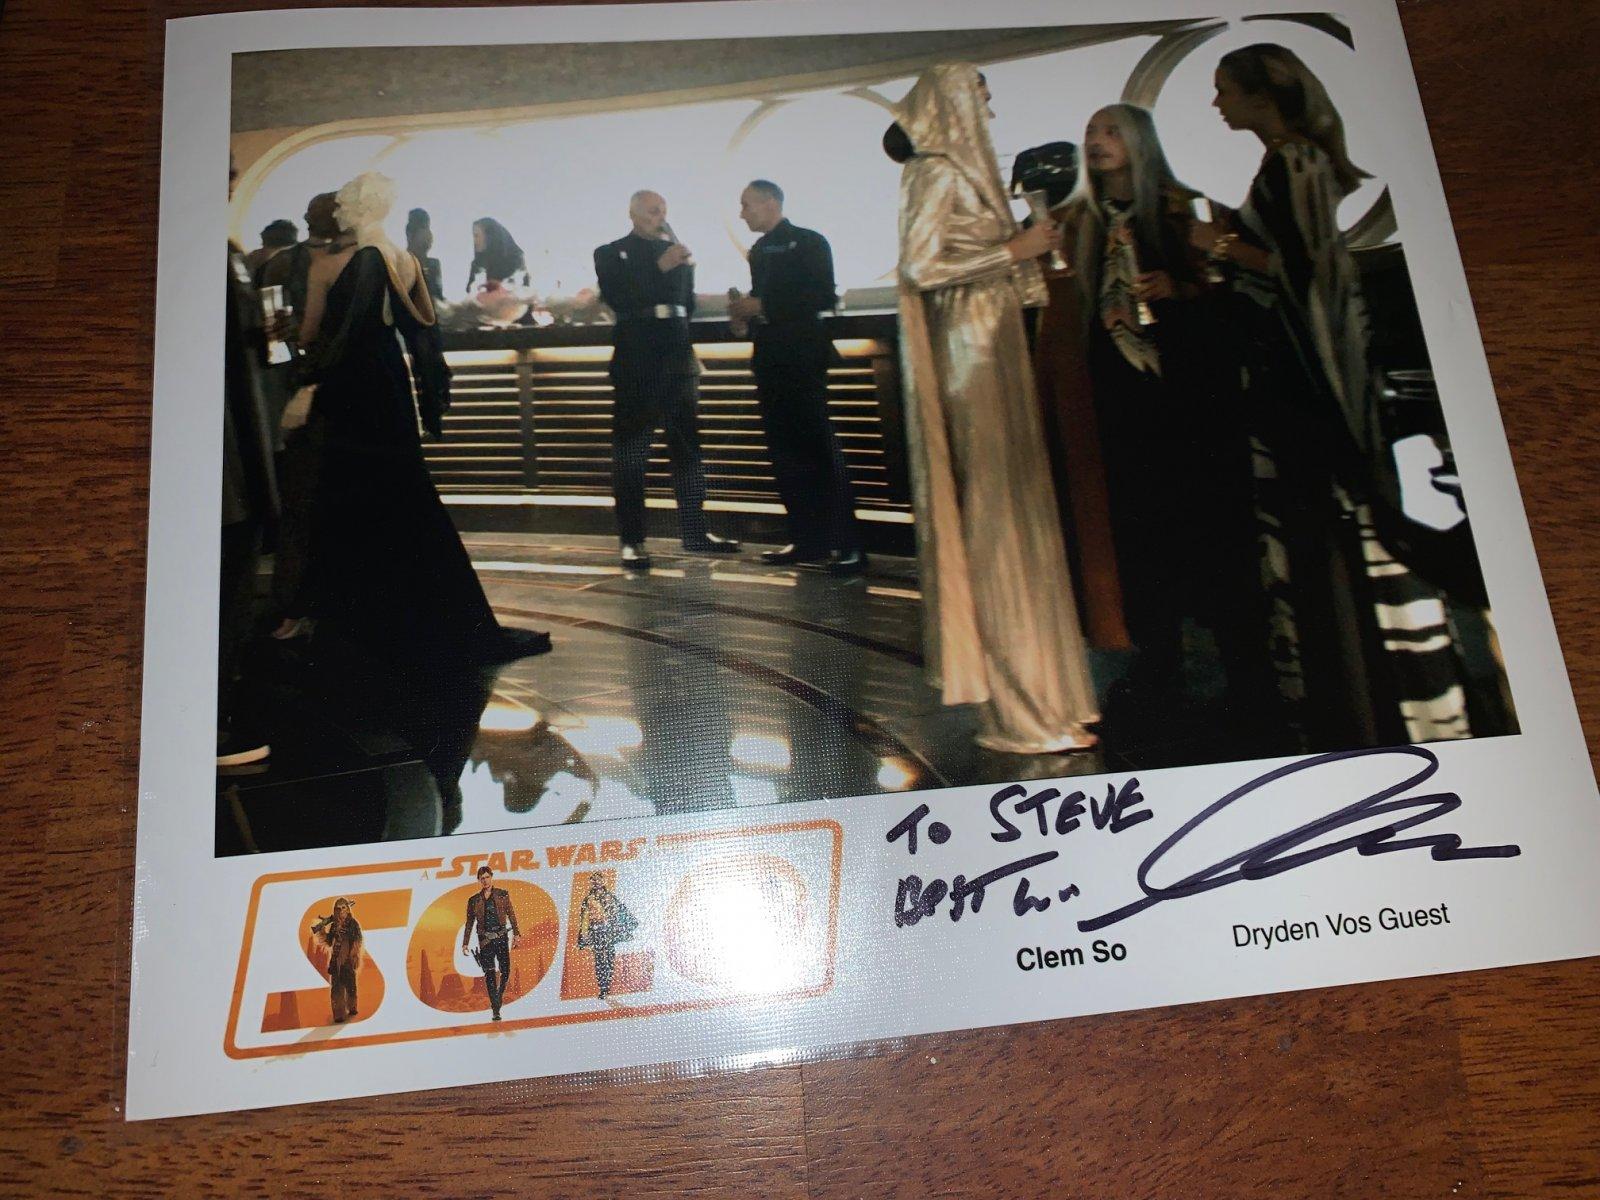 A STAR WARS
SOLO
TO STEVE
BEST
Clem So
Dryden Vos Guest